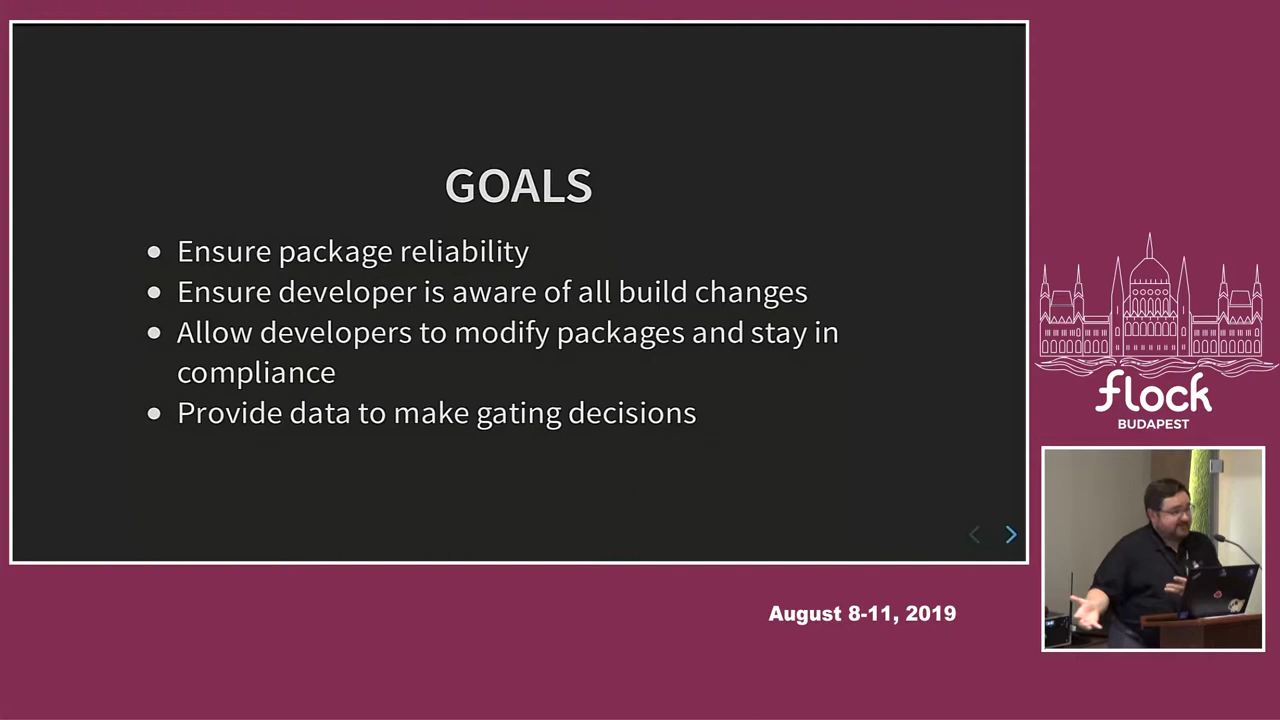 GOALS
• Ensure package reliability
• Ensure developer is aware of all build changes
• Allow developers to modify packages and stay in
compliance
• Provide data to make gating decisions
flock
BUDAPEST
August 8-11, 2019